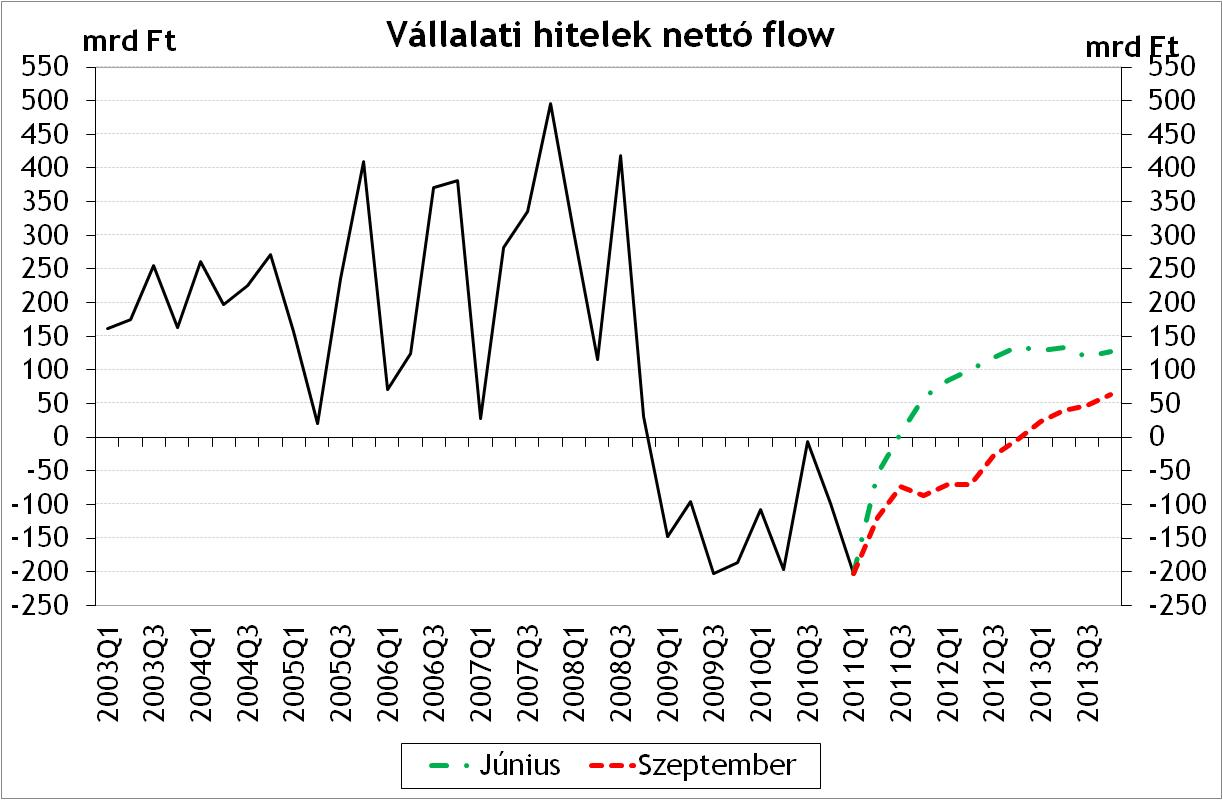 Vállalati hitelek nettó flow
mrd Ft
mrd Ft
550
500
450
400
350
300
250
200
150
100
50
0
-50
-100
-150
-200
-250
550
500
450
400
350
300
250
200
150
100
50
0
-50
-100
-150
-200
-250
2003Q1
2003Q3
2004Q1
2004Q3
2005Q1
2005Q3
2006Q1
2006Q3
2007Q1
2007Q3
2008Q1
2008Q3
2009Q1
2009Q3
2010Q1
2010Q3
2011Q1
2011Q3
2012Q1
2012Q3
2013Q1
2013Q3
Június
Szeptember